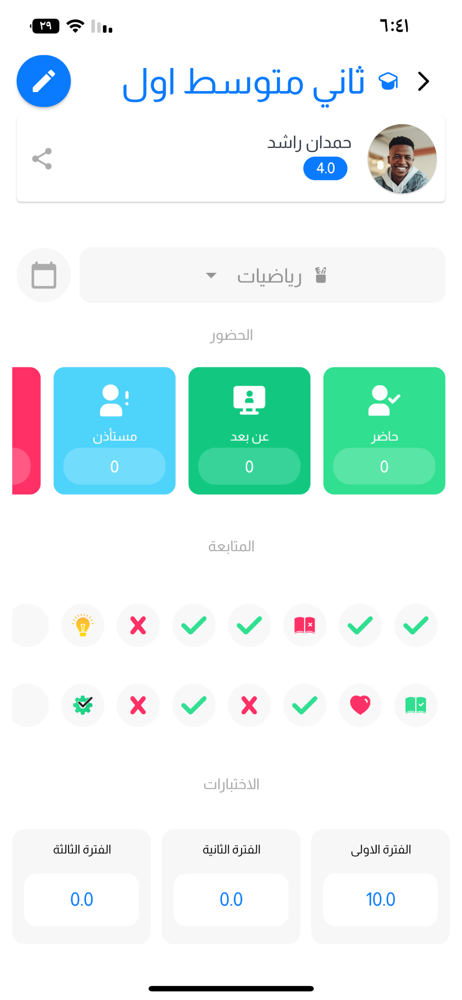 ٦:٤١
٢٩
ثاني متوسط اول
حمدان راشد
4.0
رياضيات
الحضور
حاضر
عن بعد
مستأذن
0
0
0
المتابعة
الاختبارات
الفترة الاولى
الفترة الثانية
الفترة الثالثة
10.0
0.0
0.0